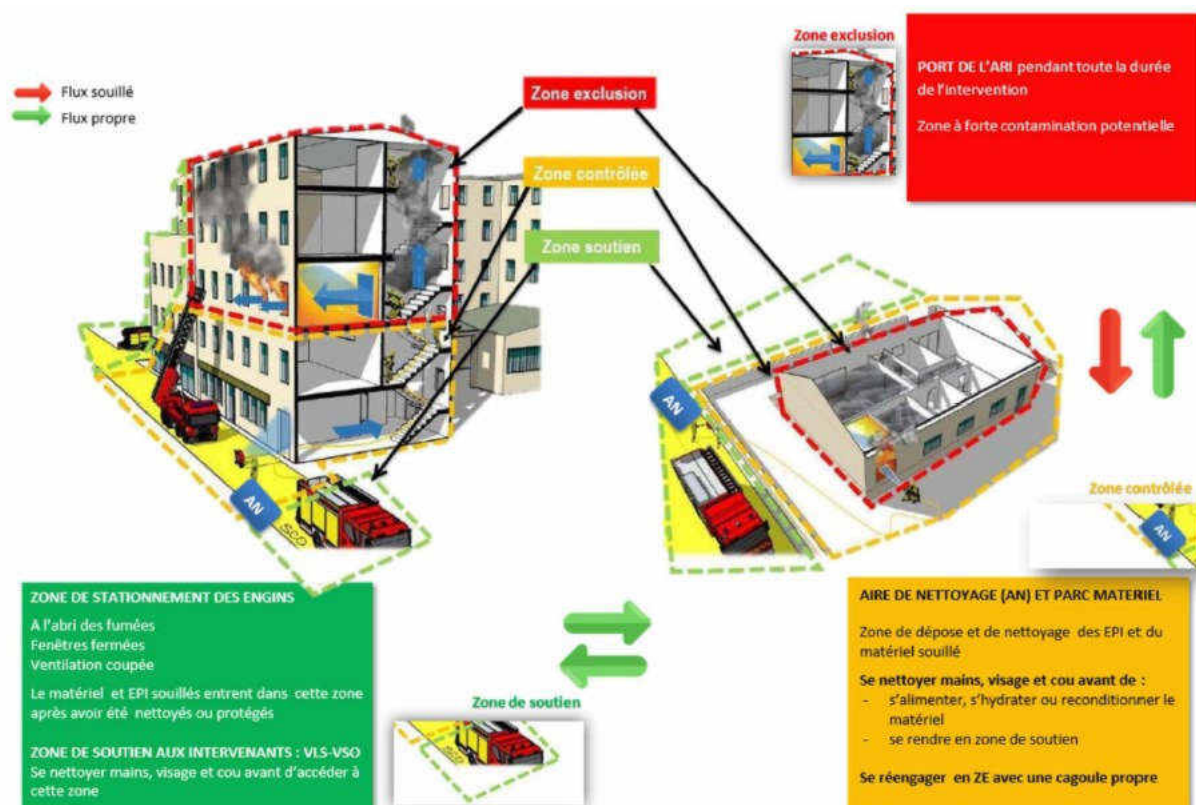 Flux souillé
Flux propre
Zone exclusion
Zone contrôlée
Zone soutien
Zone exclusion
PORT DE L'ARI pendant toute la durée
de l'intervention
Zone à forte contamination potentielle
AN
SCD
AN
Zone contrôlée
AN
ZONE DE STATIONNEMENT DES ENGINS
A l'abri des fumées
Fenêtres fermées
Ventilation coupée
Le matériel et EPI souillés entrent dans cette zone
après avoir été nettoyés ou protégés
ZONE DE SOUTIEN AUX INTERVENANTS : VLS-VSO
Se nettoyer mains, visage et cou avant d'accéder à
cette zone
Zone de soutien
SCD
AIRE DE NETTOYAGE (AN) ET PARC MATERIEL
Zone de dépose et de nettoyage des EPI et du
matériel souillé
Se nettoyer mains, visage et cou avant de :
- s'alimenter, s'hydrater ou reconditionner le
matériel
- se rendre en zone de soutien
Se réengager en ZE avec une cagoule propre